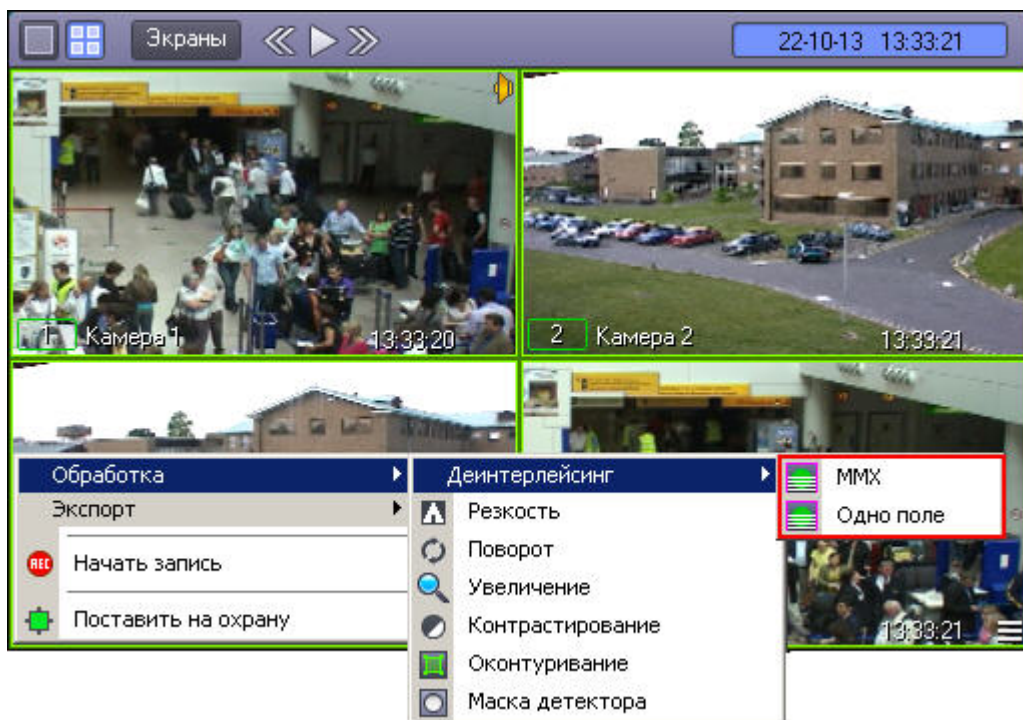 Экраны
22-10-13 13:33:21
1 Камера 1 13:33:20
2 Камера 2 13:33:21
Обработка
Экспорт
REC Начать запись
Поставить на охрану
Деинтерлейсинг
Резкость
Поворот
Увеличение
Контрастирование
Оконтуривание
Маска детектора
MMX
Одно поле
13:33:21